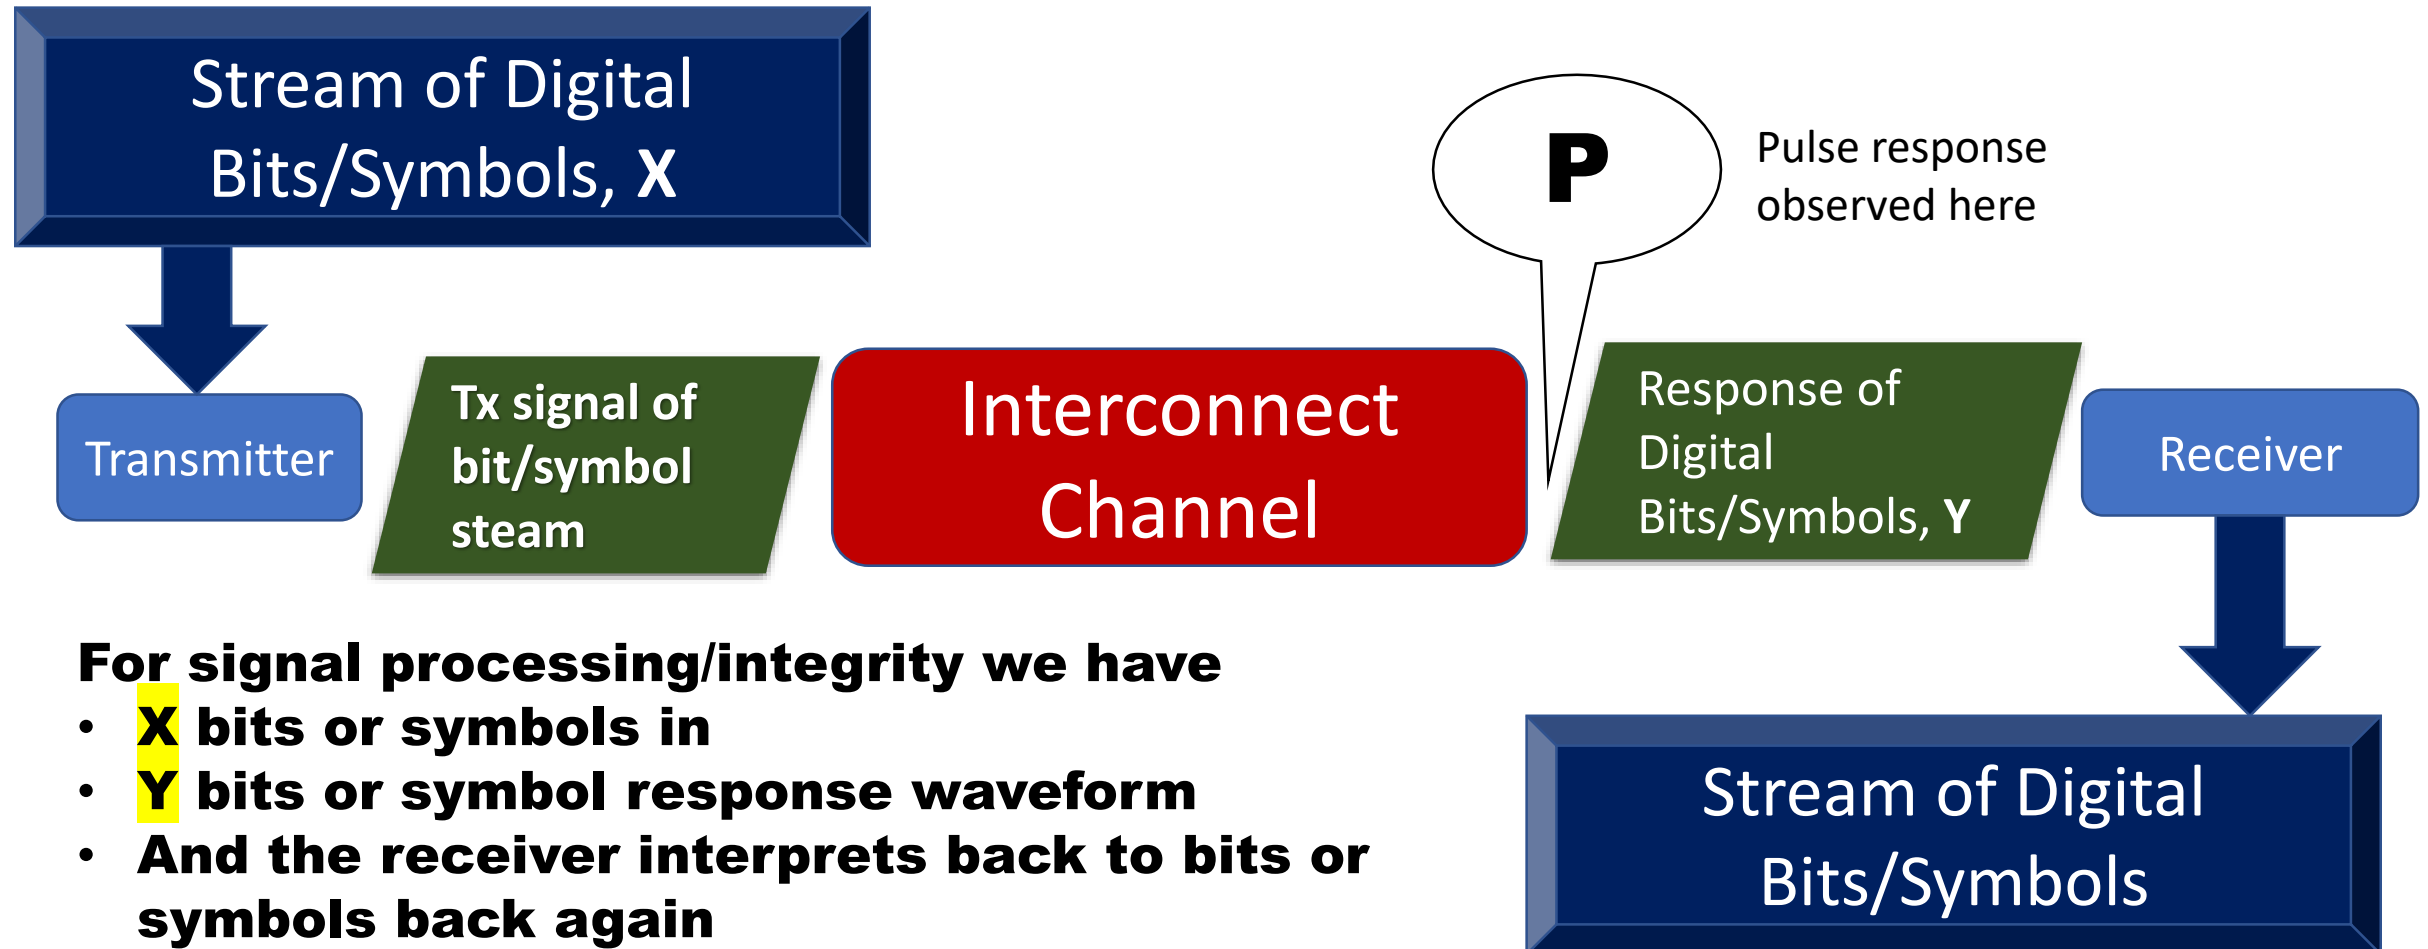 Stream of Digital
Bits/Symbols, X
P
Pulse response
observed here
Transmitter
Tx signal of
bit/symbol
steam
Interconnect
Channel
Response of
Digital
Bits/Symbols, Y
Receiver
For signal processing/integrity we have
• X bits or symbols in
• Y bits or symbol response waveform
• And the receiver interprets back to bits or
symbols back again
Stream of Digital
Bits/Symbols